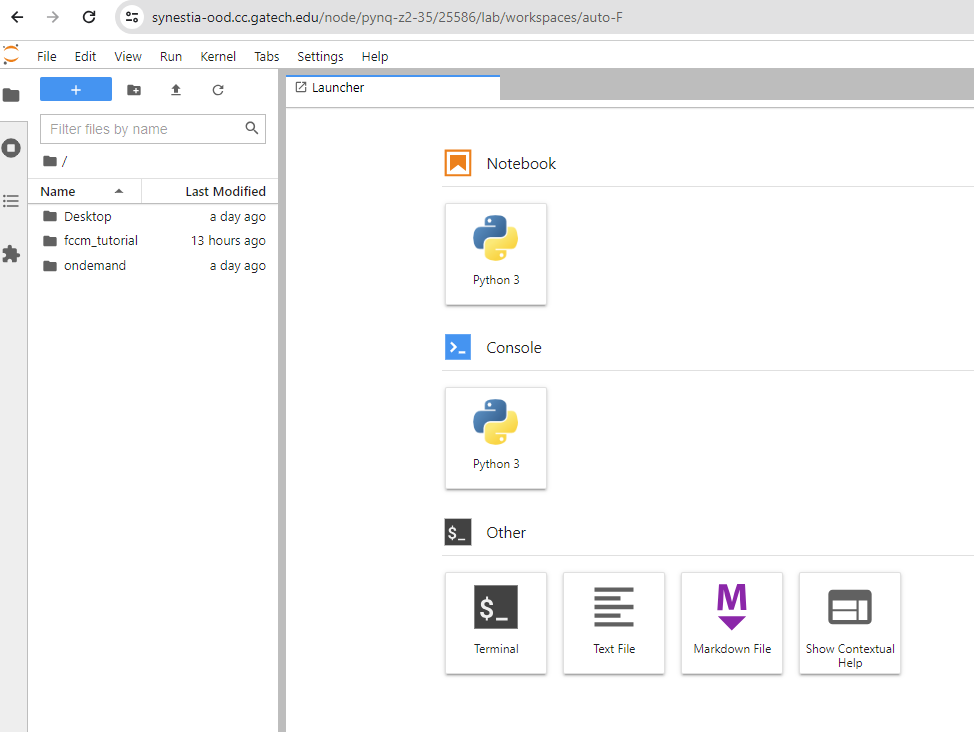 synestia-ood.cc.gatech.edu/node/pynq-z2-35/25586/lab/workspaces/auto-F
File Edit View Run Kernel Tabs Settings Help
+
Launcher
Filter files by name
/
Name Last Modified
Desktop a day ago
fccm_tutorial 13 hours ago
ondemand a day ago
Notebook
Python 3
Console
Python 3
$_ Other
$_
Terminal
Text File
M
Markdown File
Show Contextual
Help